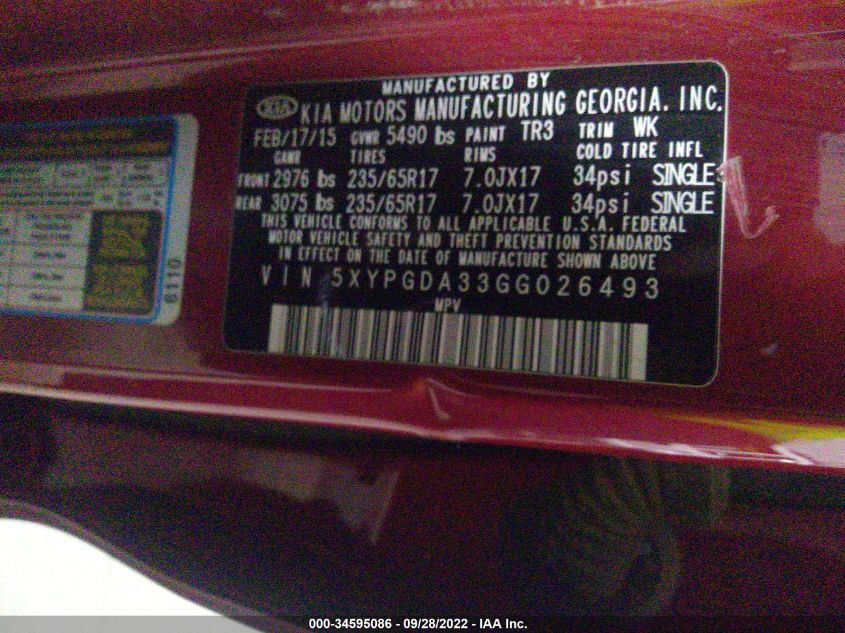 MANUFACTURED BY
KIA KIA MOTORS MANUFACTURING GEORGIA, INC.
FEB/17/15 GVWR 5490 lbs PAINT TR3 TRIM WK
GAWR TIRES RIMS COLD TIRE INFL
FRONT 2976 lbs 235/65R17 7.0JX17 34psi SINGLE
REAR 3075 lbs 235/65R17 7.0JX17 34psi SINGLE
THIS VEHICLE CONFORMS TO ALL APPLICABLE U.S.A. FEDERAL
MOTOR VEHICLE SAFETY AND THEFT PREVENTION STANDARDS
IN EFFECT ON THE DATE OF MANUFACTURE SHOWN ABOVE
VIN 5XYPGDA33GG026493
MPV
6110
000-34595086 - 09/28/2022 - IAA Inc.